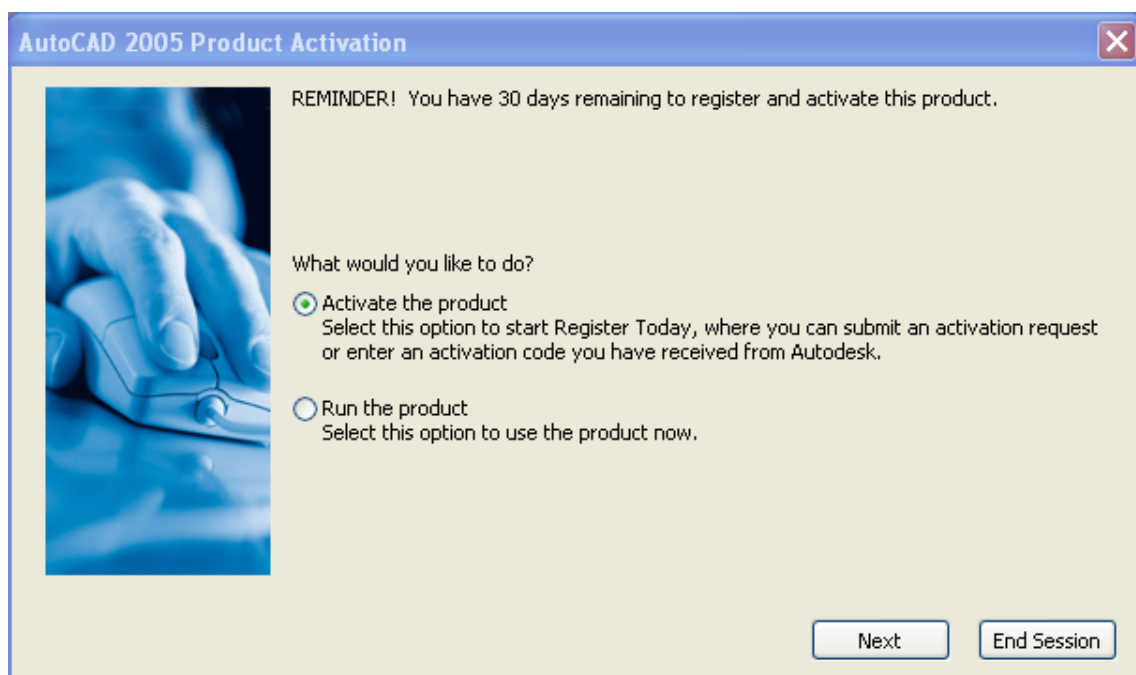 AutoCAD 2005 Product Activation
REMINDER! You have 30 days remaining to register and activate this product.
What would you like to do?
Activate the product
Select this option to start Register Today, where you can submit an activation request
or enter an activation code you have received from Autodesk.
Run the product
Select this option to use the product now.
Next
End Session